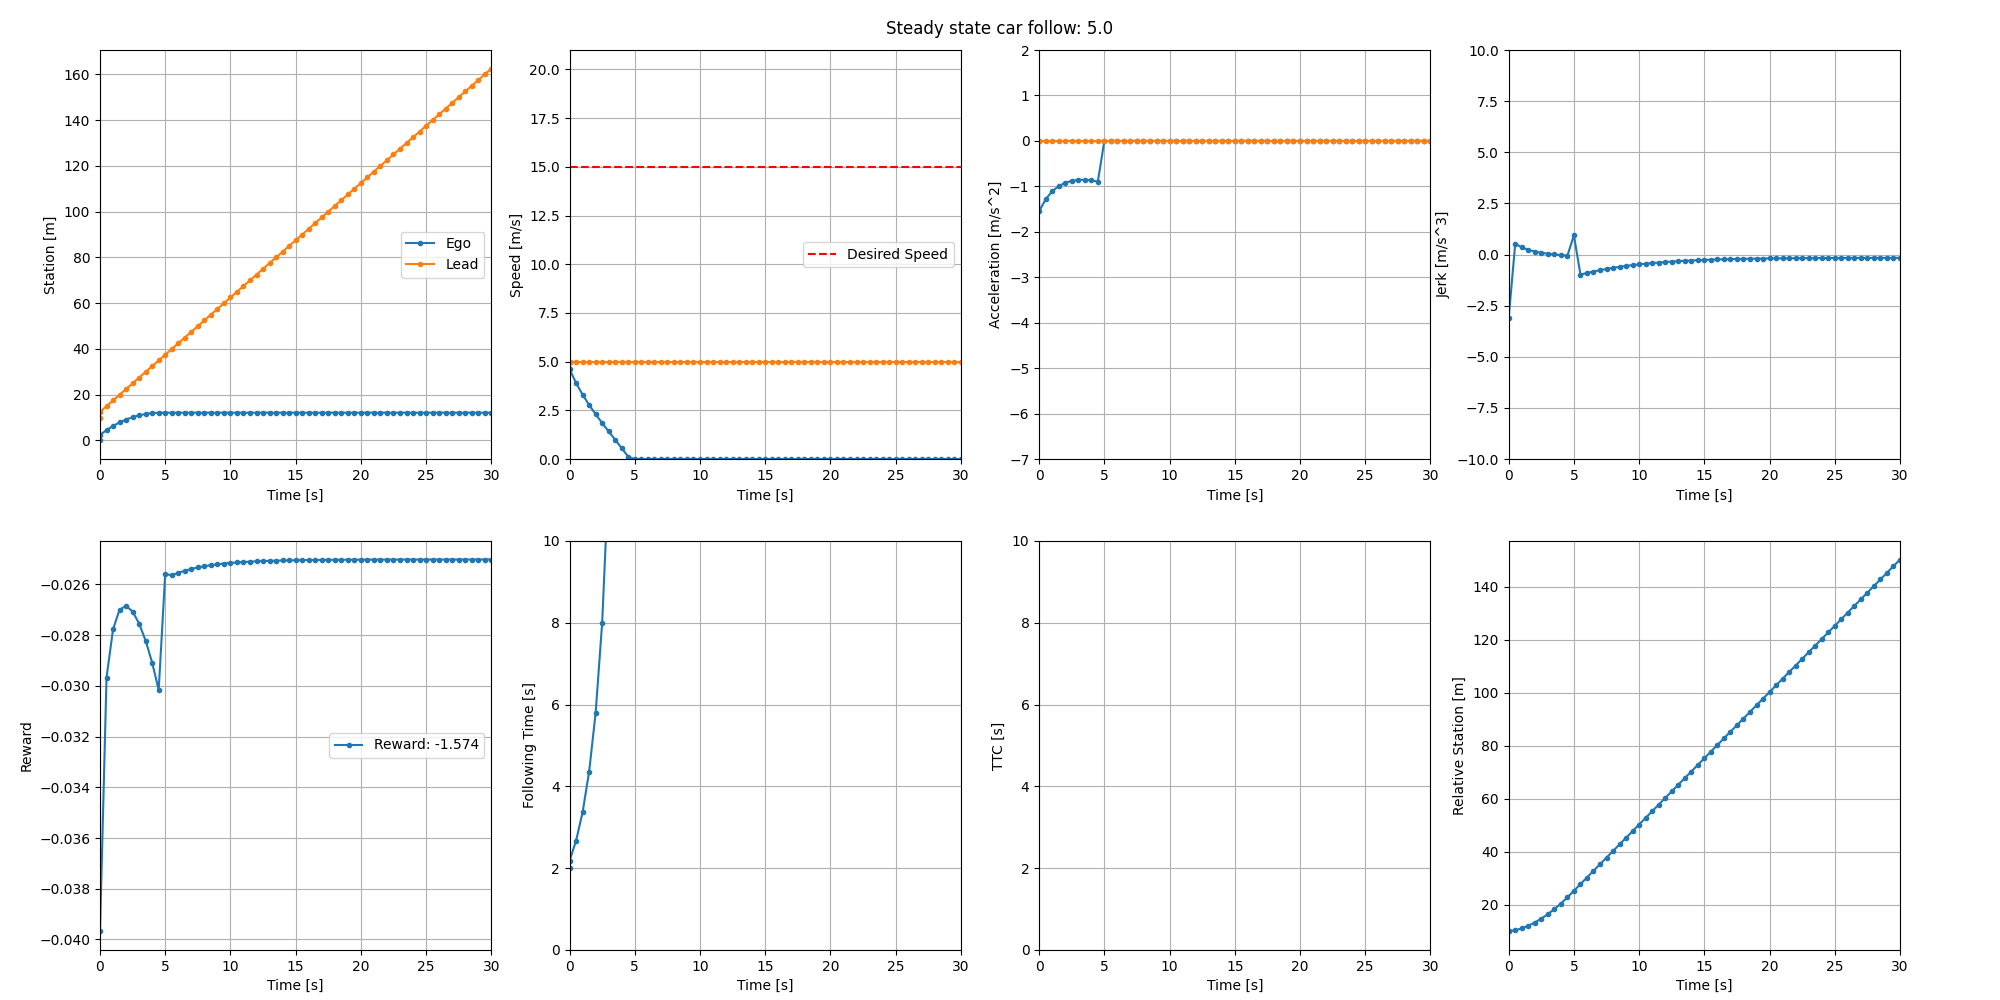 Steady state car follow: 5.0
160
140
120
100
80
60
40
20
0
Station [m]
Ego
Lead
0 5 10 15 20 25 30
Time [s]
20.0
17.5
15.0
12.5
10.0
7.5
5.0
2.5
0.0
Speed [m/s]
Desired Speed
0 5 10 15 20 25 30
Time [s]
2
1
0
−1
−2
−3
−4
−5
−6
−7
Acceleration [m/s^2]
0 5 10 15 20 25 30
Time [s]
10.0
7.5
5.0
2.5
0.0
−2.5
−5.0
−7.5
−10.0
Jerk [m/s^3]
0 5 10 15 20 25 30
Time [s]
−0.026
−0.028
−0.030
−0.032
−0.034
−0.036
−0.038
−0.040
Reward
Reward: -1.574
0 5 10 15 20 25 30
Time [s]
10
8
6
4
2
0
Following Time [s]
0 5 10 15 20 25 30
Time [s]
10
8
6
4
2
0
TTC [s]
0 5 10 15 20 25 30
Time [s]
140
120
100
80
60
40
20
Relative Station [m]
0 5 10 15 20 25 30
Time [s]